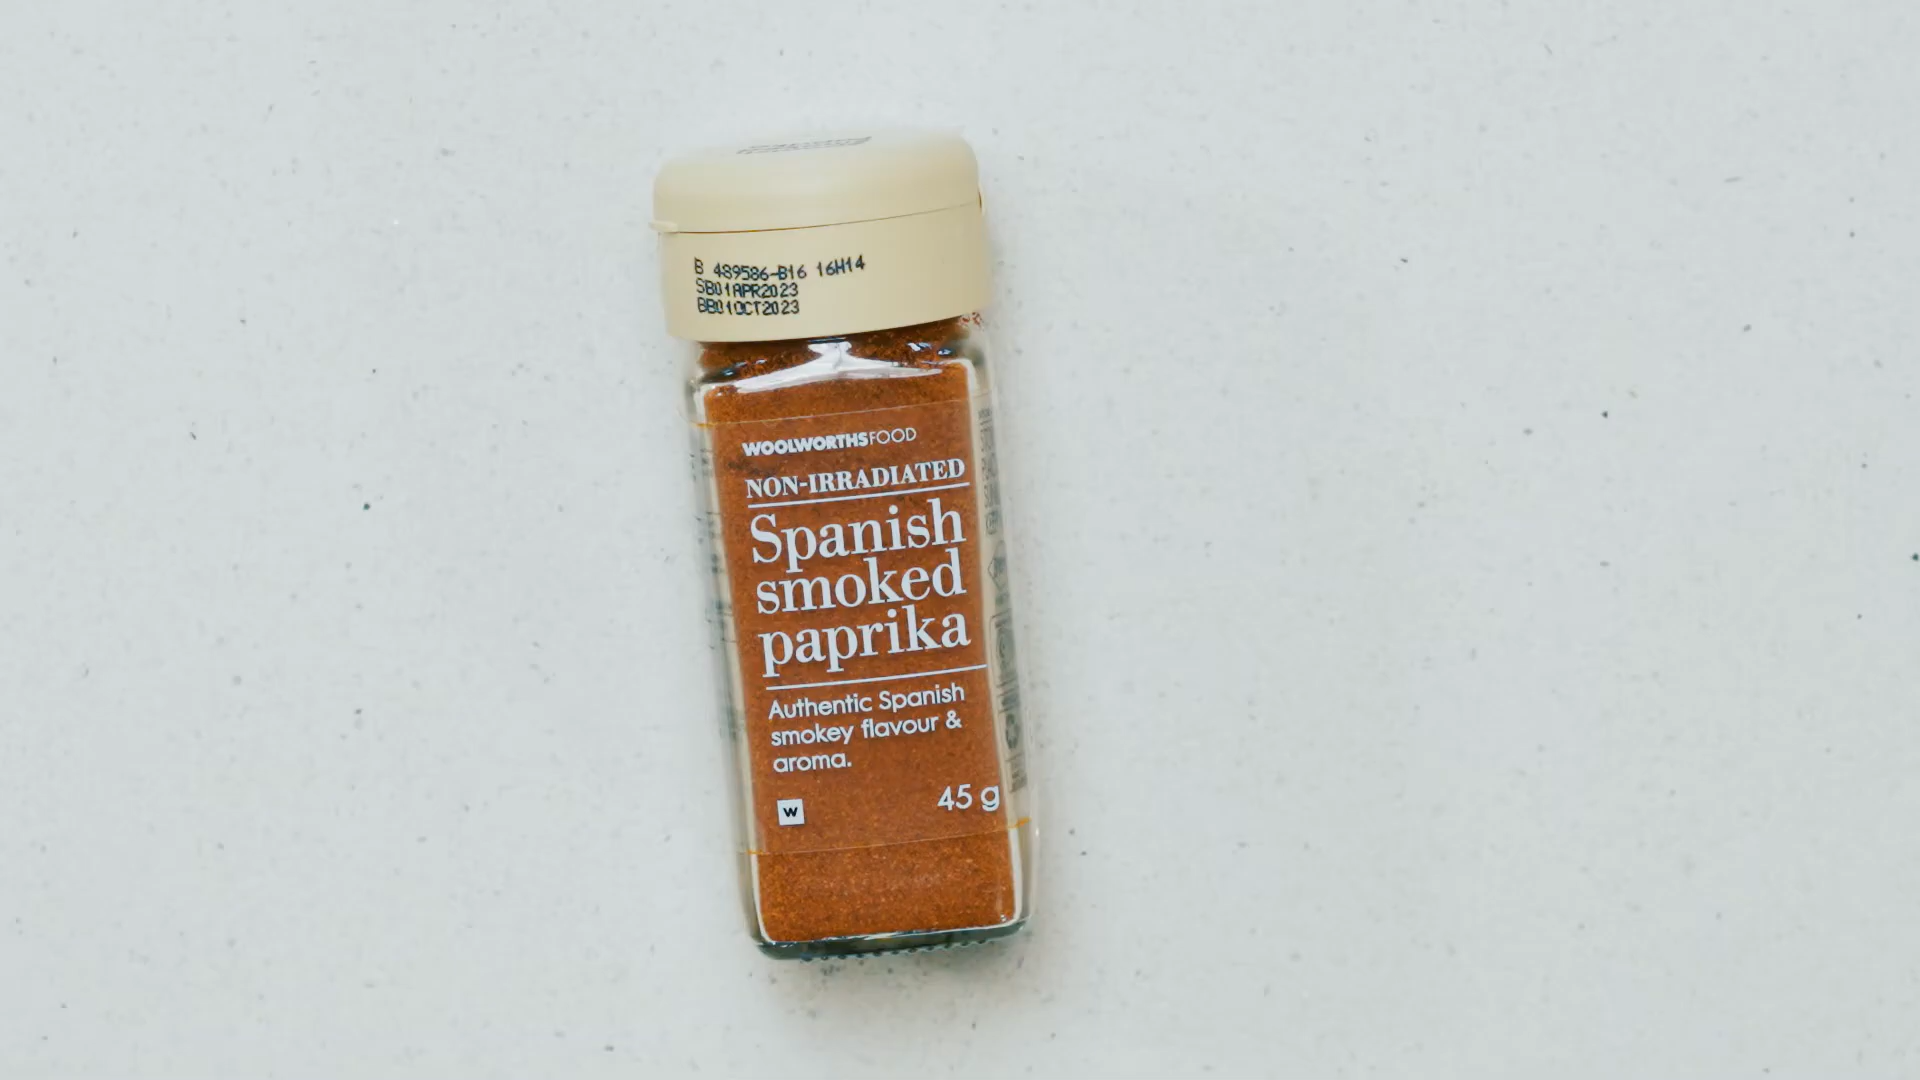 B 489586-B16 16H14
SB01APR2023
BB01OCT2023
WOOLWORTHSFOOD
NON-IRRADIATED
Spanish
smoked
paprika
Authentic Spanish
smokey flavour &
aroma.
W
45 g